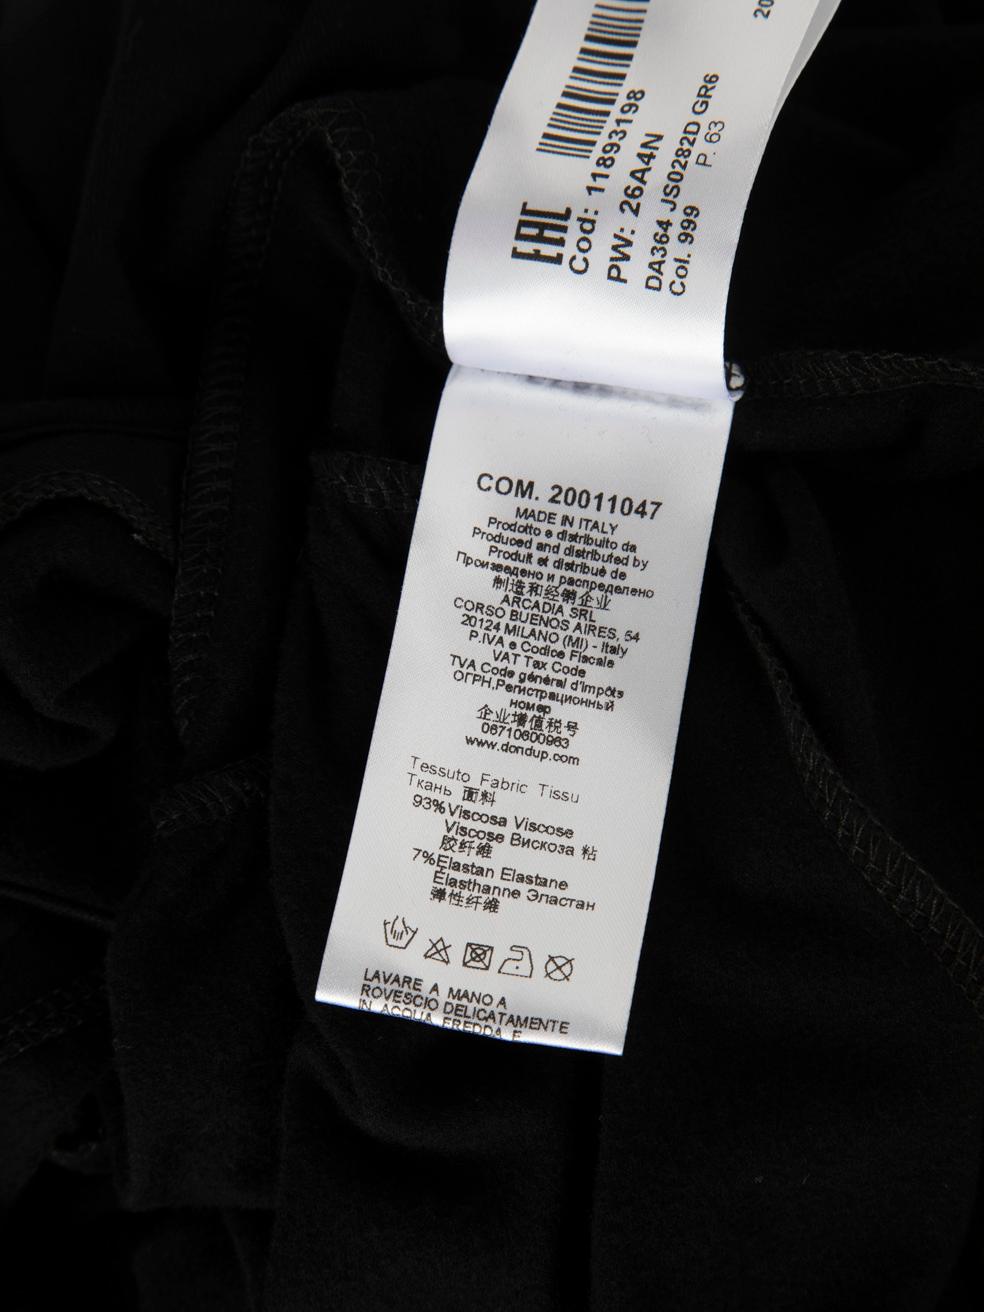 20
EAC
Cod: 11893198
PW: 26A4N
DA364 JS0282D GR6
Col. 999 P. 63
COM. 20011047
MADE IN ITALY
Prodotto e distribuito da
Produced and distributed by
Produit et distribué de
Произведено и распределено
制造和经销企业
ARCADIA SRL
CORSO BUENOS AIRES, 54
20124 MILANO (MI) - Italy
P.IVA e Codice Fiscale
VAT Tax Code
TVA Code général d'impôts
ОГРН,Регистрационный
номер
企业增值税号
06710600963
www.dondup.com
Tessuto Fabric Tissu
Ткань 面料
93%Viscosa Viscose
Viscose Вискоза 粘
胶纤维
7%Elastan Elastane
Élasthanne Эластан
弹性纤维
LAVARE A MANO A
ROVESCIO DELICATAMENTE
IN ACQUA FREDDA E